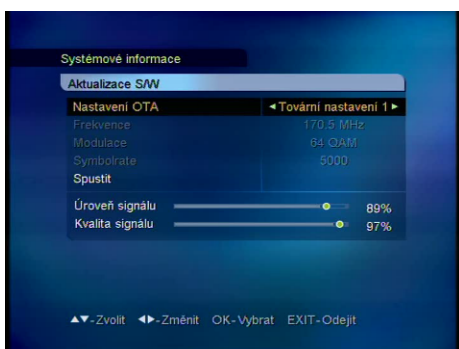 Systémové informace
Aktualizace S/W
Nastavení OTA ◄Tovární nastavení 1►
Frekvence 170.5 MHz
Modulace 64 QAM
Symbolrate 5000
Spustit
Úroveň signálu 89%
Kvalita signálu 97%
▲▼-Zvolit ◄►-Změnit OK-Vybrat EXIT-Odejít